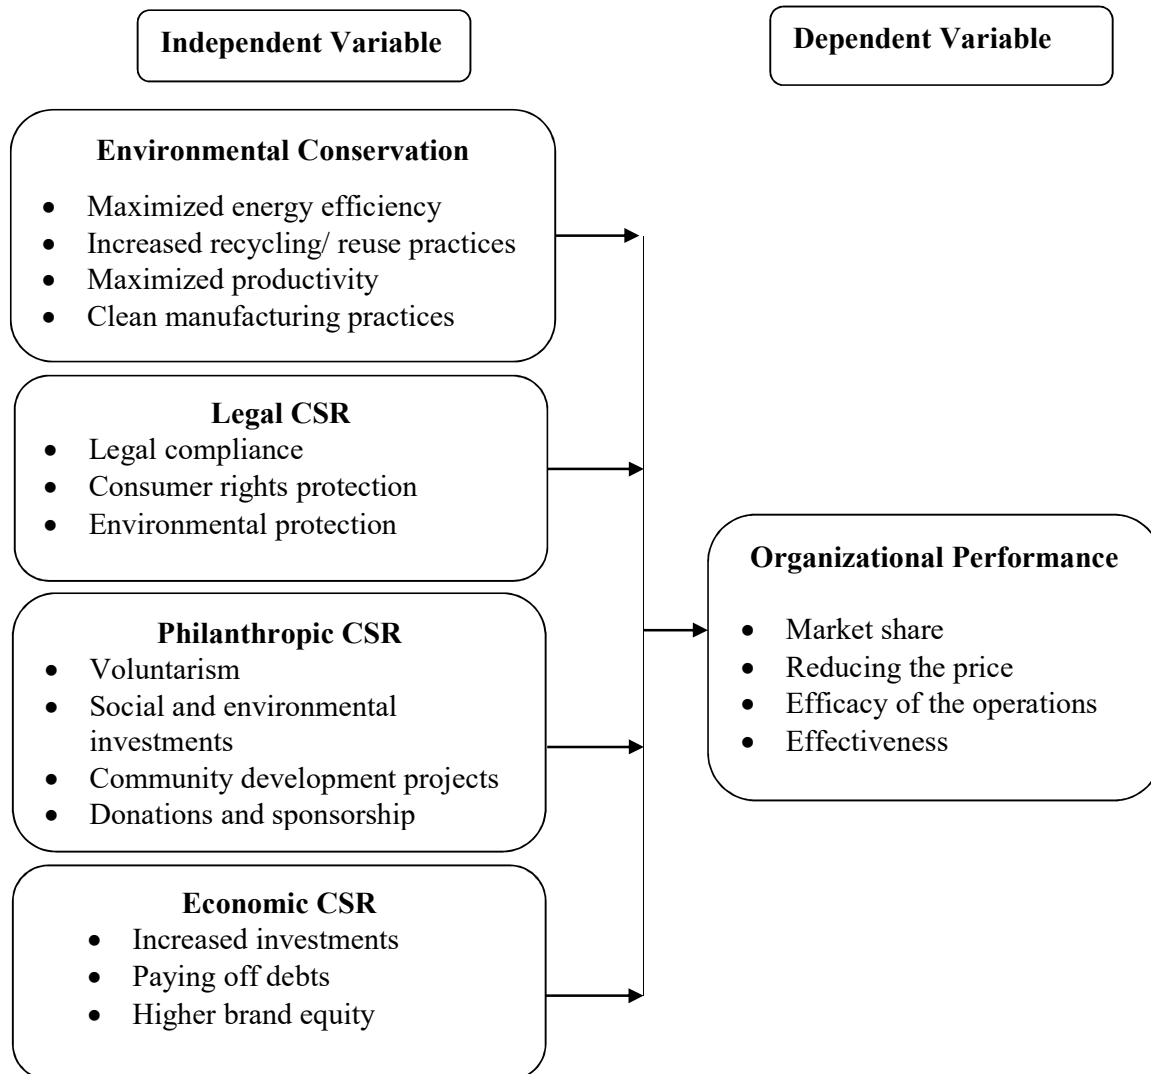 Independent Variable
Dependent Variable
Environmental Conservation
• Maximized energy efficiency
• Increased recycling/ reuse practices
• Maximized productivity
• Clean manufacturing practices
Legal CSR
• Legal compliance
• Consumer rights protection
• Environmental protection
Philanthropic CSR
• Voluntarism
• Social and environmental
investments
• Community development projects
• Donations and sponsorship
Economic CSR
• Increased investments
• Paying off debts
• Higher brand equity
Organizational Performance
• Market share
• Reducing the price
• Efficacy of the operations
• Effectiveness